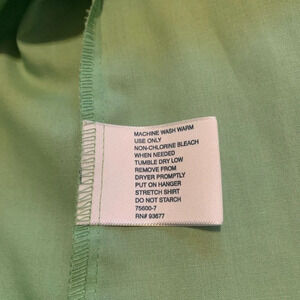 MACHINE WASH WARM
USE ONLY
NON-CHLORINE BLEACH
WHEN NEEDED
TUMBLE DRY LOW
REMOVE FROM
DRYER PROMPTLY
PUT ON HANGER
STRETCH SHIRT
DO NOT STARCH
75600-7
RN# 93677